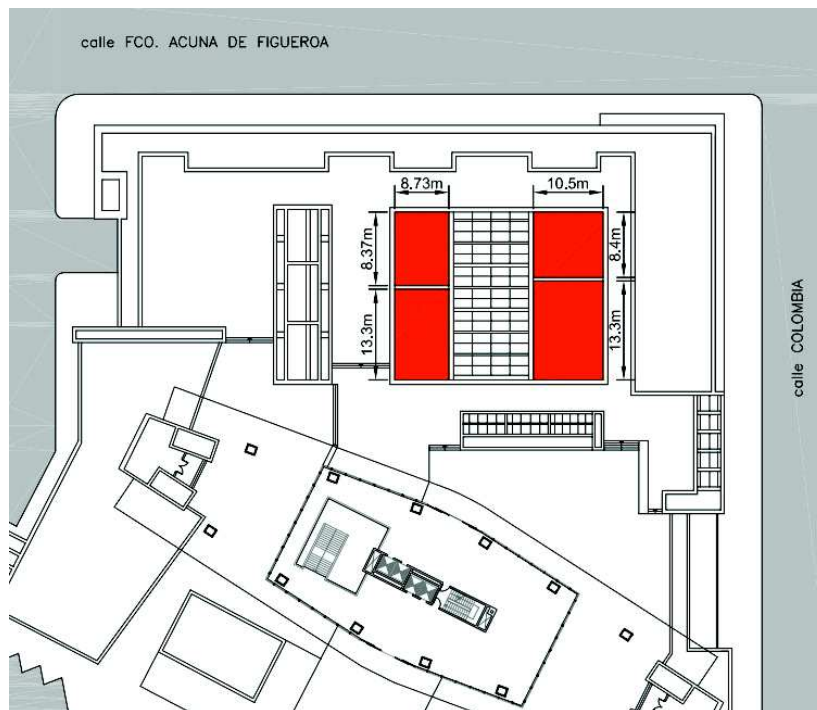 calle FCO. ACUNA DE FIGUEROA
8.73m
10.5m
8.37m
8.4m
13.3m
13.3m
calle COLOMBIA